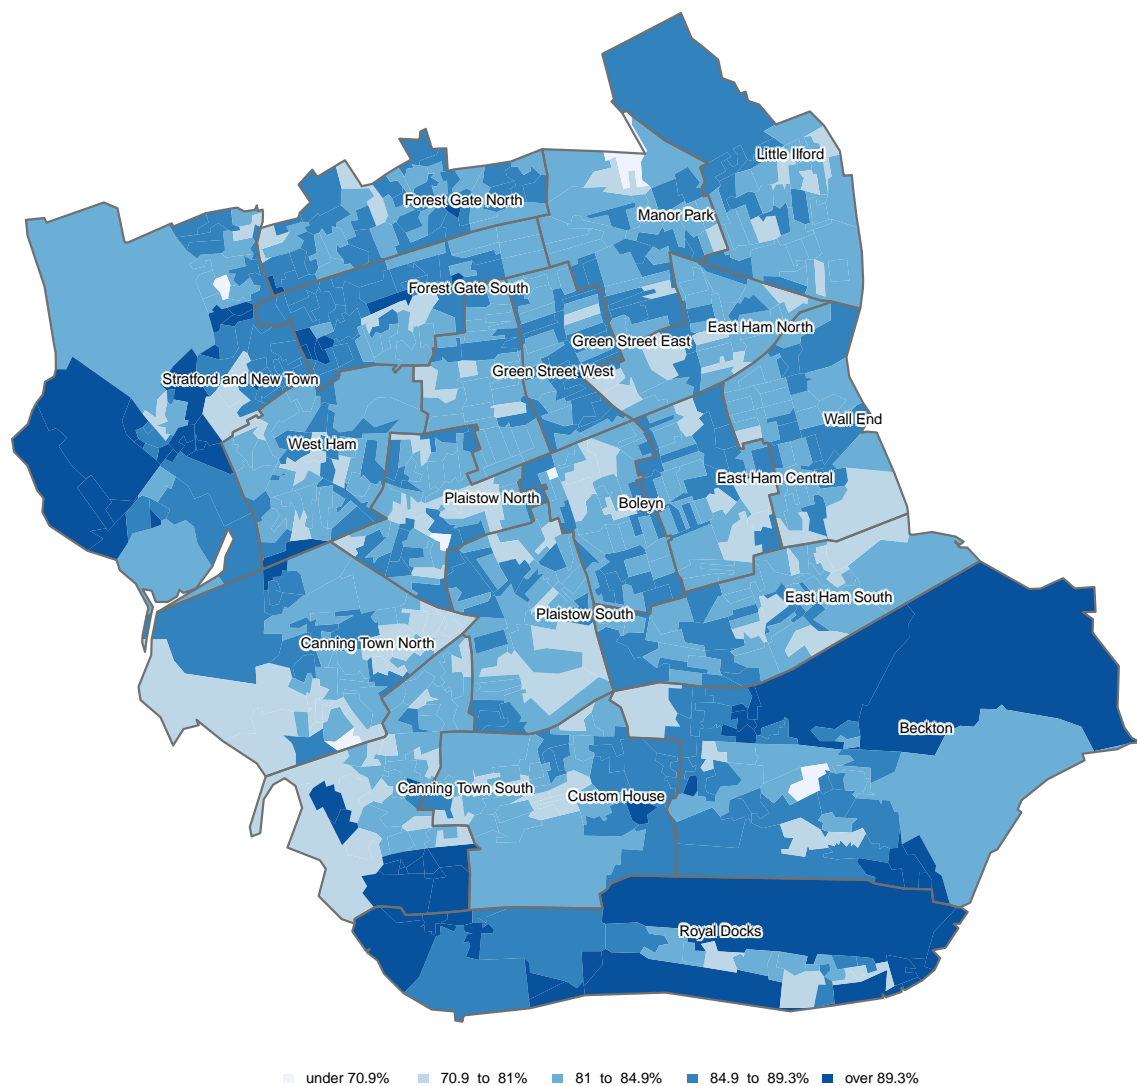 Little Ilford
Forest Gate North
Manor Park
Forest Gate South
East Ham North
Green Street East
Green Street West
Stratford and New Town
Wall End
West Ham
East Ham Central
Plaistow North
Boleyn
East Ham South
Plaistow South
Canning Town North
Beckton
Canning Town South
Custom House
Royal Docks
under 70.9% 70.9 to 81% 81 to 84.9% 84.9 to 89.3% over 89.3%